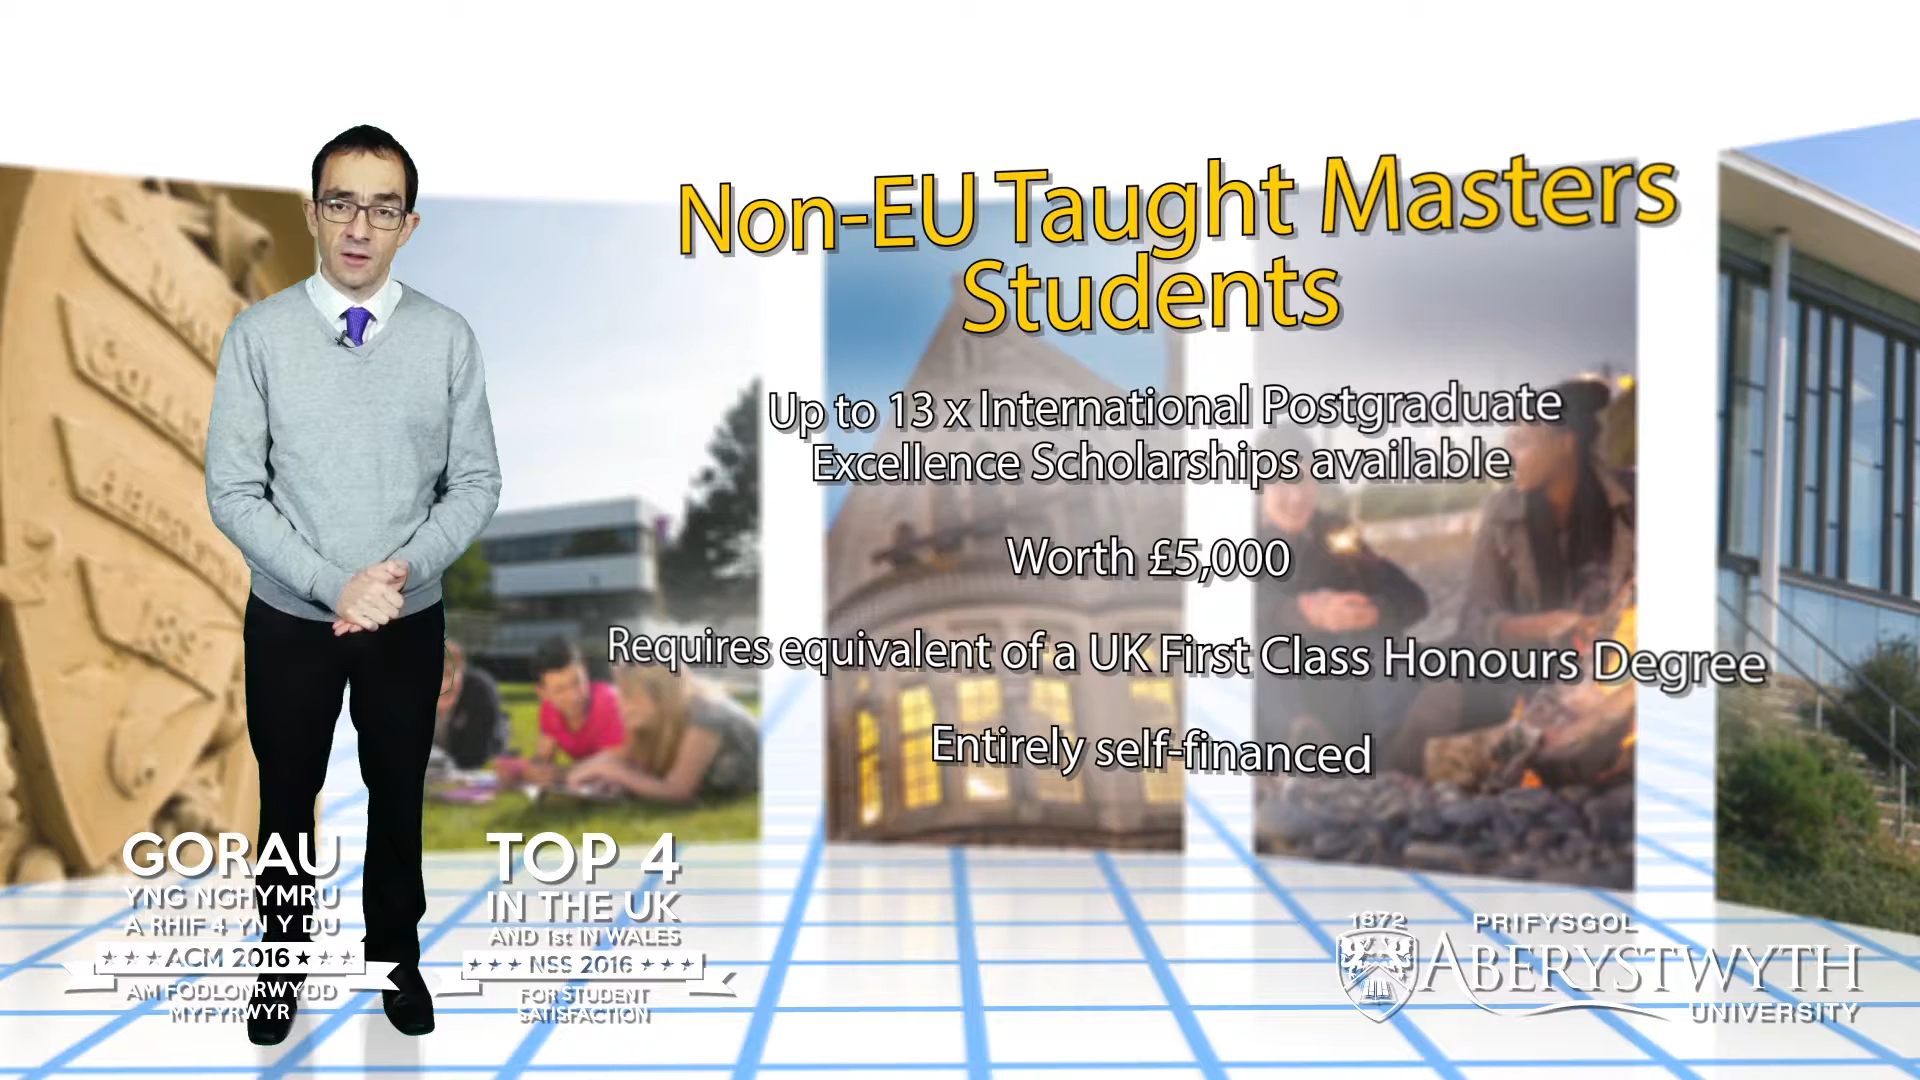 Non-EU Taught Masters
Students
Up to 13 x International Postgraduate
Excellence Scholarships available
Worth £5,000
Requires equivalent of a UK First Class Honours Degree
Entirely self-financed
GORAU
YNG NGHYMRU
A RHIF 4 YN Y DU
ACM 2016
AM FODLONRWYDD
MYFYRWYR
TOP 4
IN THE UK
AND 1st IN WALES
NSS 2016
FOR STUDENT
SATISFACTION
1872
PRIFYSGOL
ABERYSTWYTH
UNIVERSITY